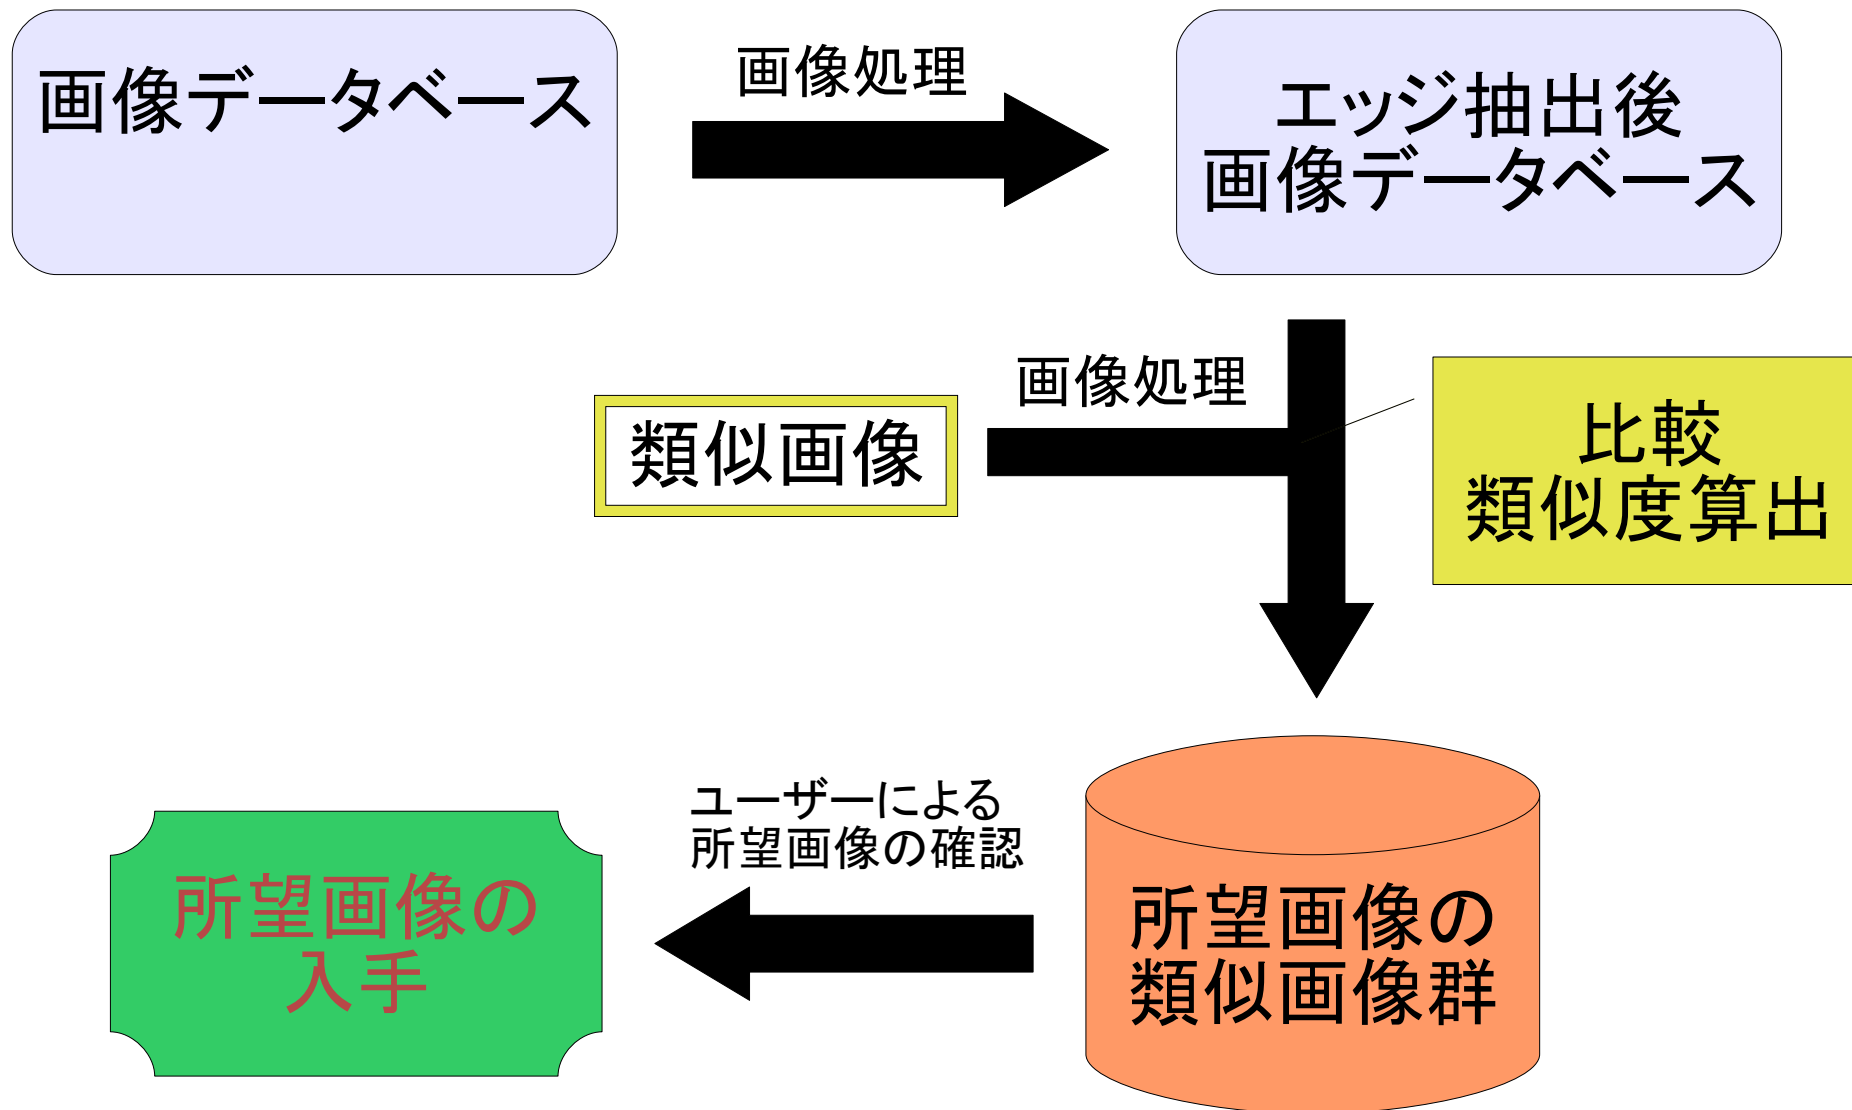 画像データベース
画像処理
エッジ抽出後
画像データベース
画像処理
類似画像
比較
類似度算出
ユーザーによる
所望画像の確認
所望画像の
入手
所望画像の
類似画像群